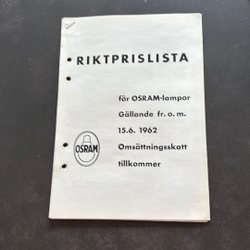 RIKTPRISLISTA
för OSRAM-lampor
Gällande fr. o. m.
15.6. 1962
Omsättningsskatt
tillkommer
OSRAM